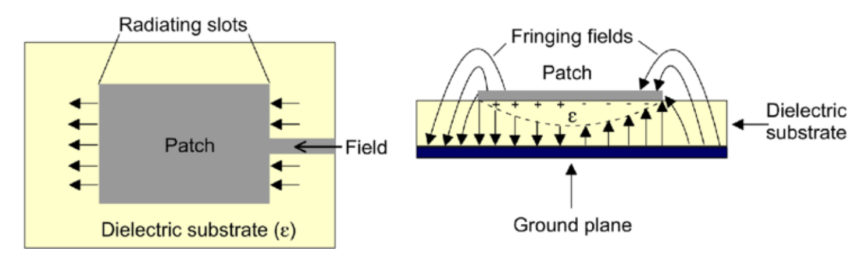 Radiating slots
Patch
Field
Dielectric substrate (ε)
Fringing fields
Patch
+ + + + - - -
ε
Dielectric
substrate
Ground plane